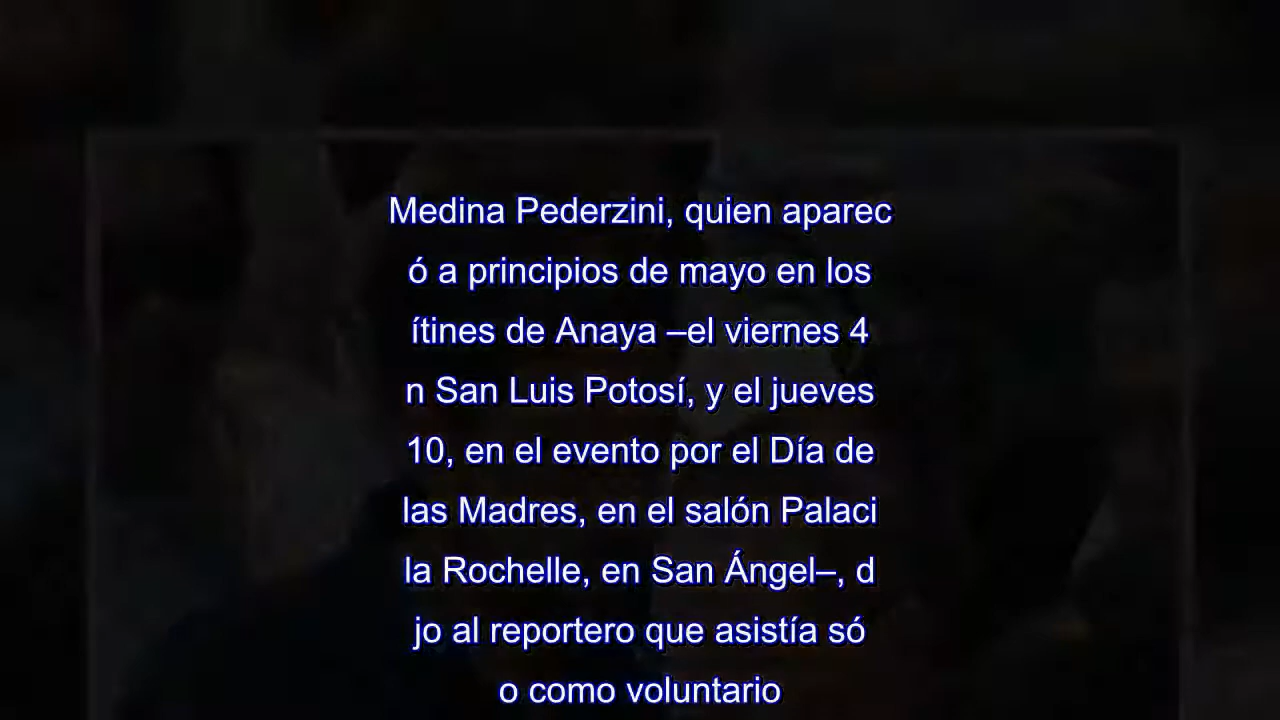 Medina Pederzini, quien aparec
ó a principios de mayo en los
ítines de Anaya –el viernes 4
n San Luis Potosí, y el jueves
10, en el evento por el Día de
las Madres, en el salón Palaci
la Rochelle, en San Ángel–, d
jo al reportero que asistía só
o como voluntario